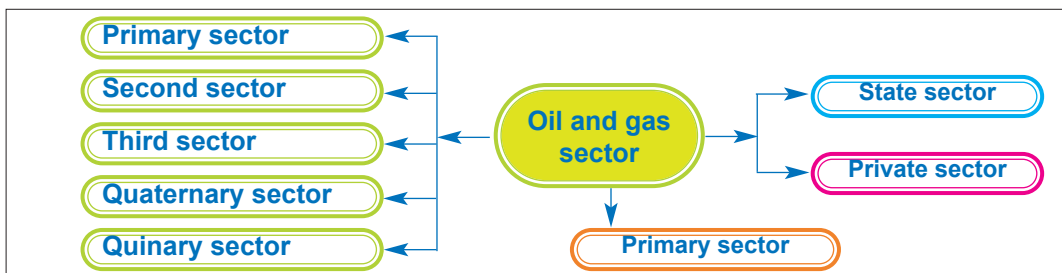 Primary sector
Second sector
Third sector
Quaternary sector
Quinary sector
Oil and gas
sector
State sector
Private sector
Primary sector